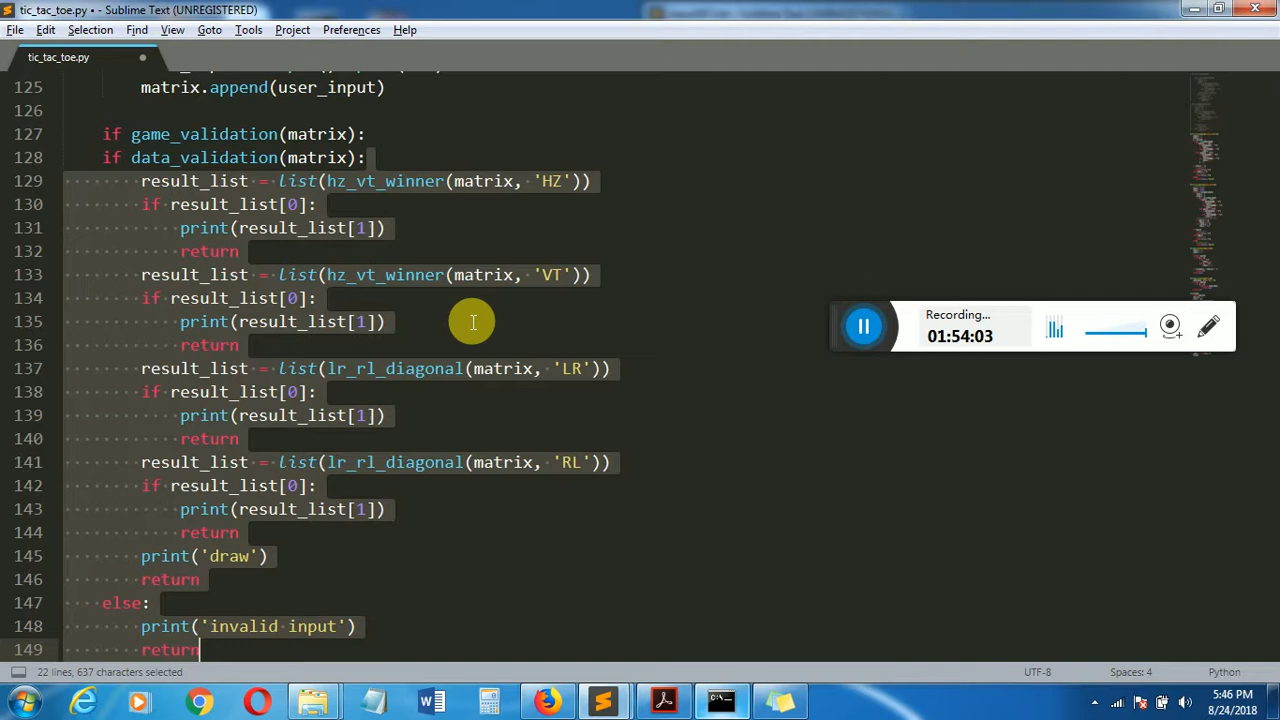 tic_tac_toe.py • - Sublime Text (UNREGISTERED)
File Edit Selection Find View Goto Tools Project Preferences Help
tic_tac_toe.py
125 matrix.append(user_input)
126
127 if game_validation(matrix):
128 if data_validation(matrix):
129 result_list = list(hz_vt_winner(matrix, 'HZ'))
130 if result_list[0]:
131 print(result_list[1])
132 return
133 result_list = list(hz_vt_winner(matrix, 'VT'))
134 if result_list[0]:
135 print(result_list[1])
136 return
137 result_list = list(lr_rl_diagonal(matrix, 'LR'))
138 if result_list[0]:
139 print(result_list[1])
140 return
141 result_list = list(lr_rl_diagonal(matrix, 'RL'))
142 if result_list[0]:
143 print(result_list[1])
144 return
145 print('draw')
146 return
147 else:
148 print('invalid input')
149 return
Recording...
01:54:03
22 lines, 637 characters selected
UTF-8 Spaces: 4 Python
5:46 PM
8/24/2018